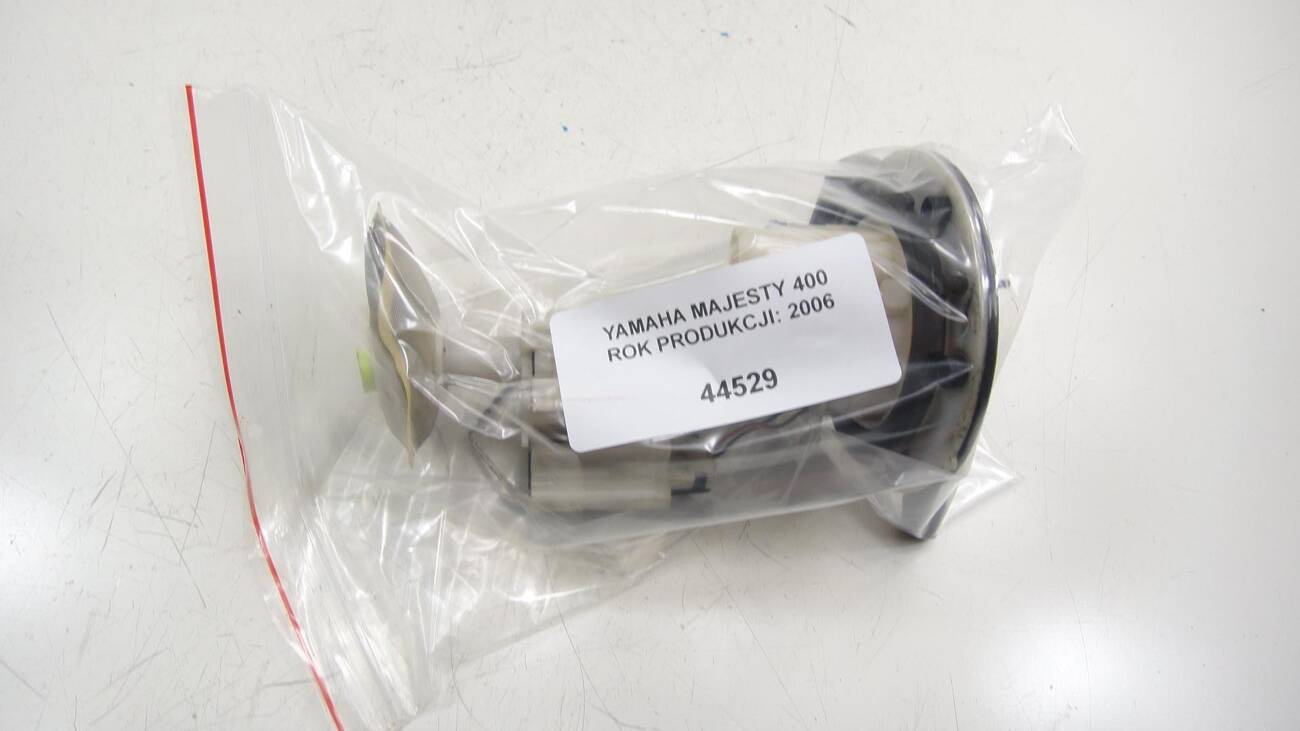 YAMAHA MAJESTY 400
ROK PRODUKCJI: 2006
44529